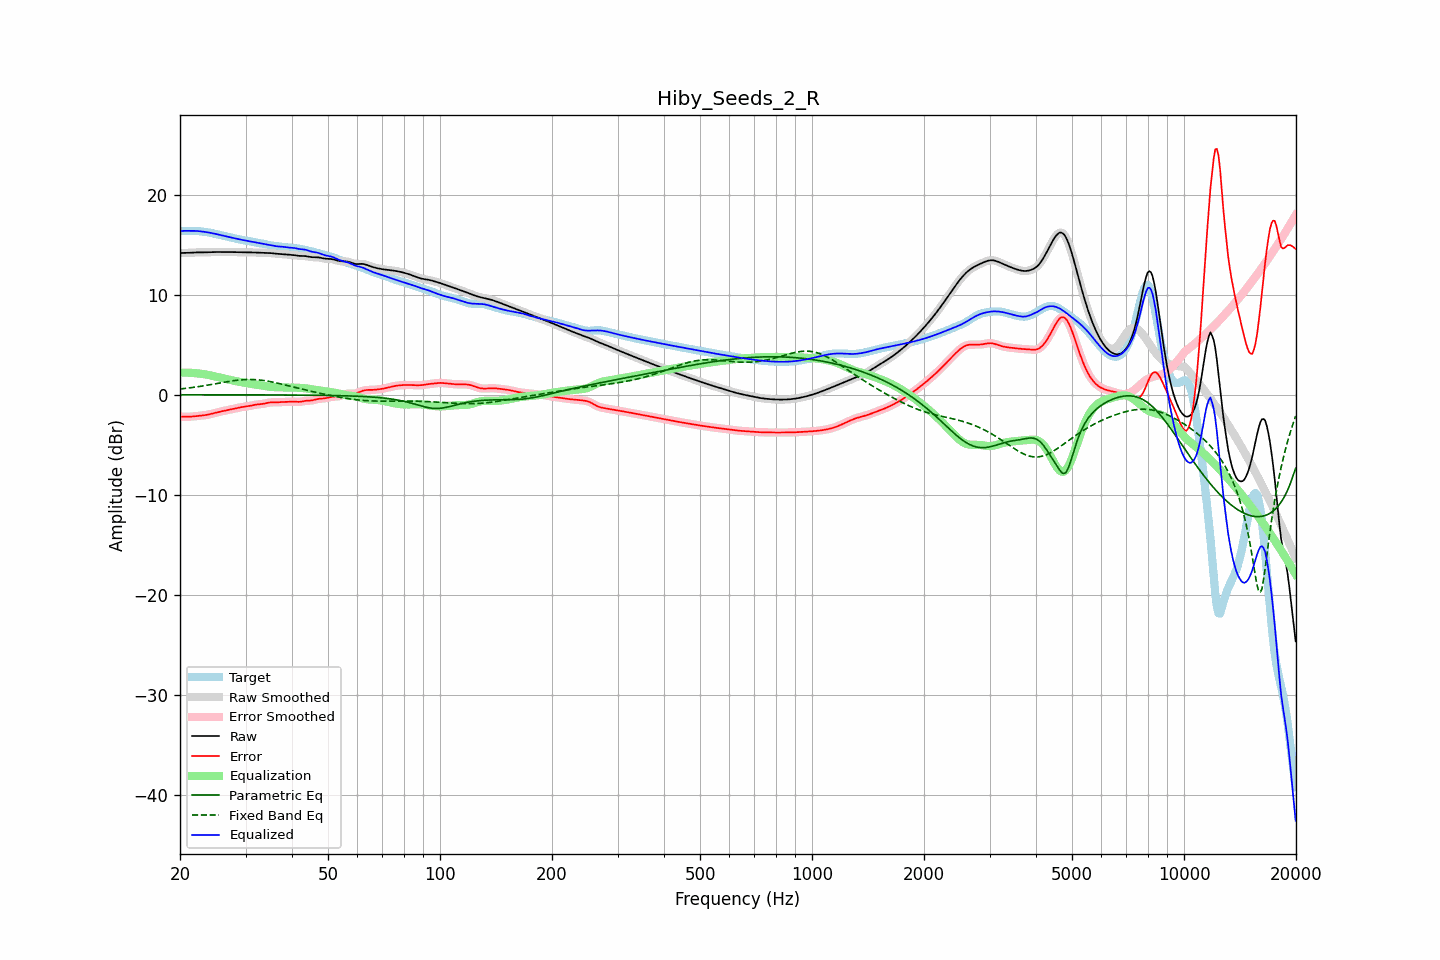 Hiby_Seeds_2_R
Amplitude (dBr)
20
10
0
−10
−20
−30
−40
Target
Raw Smoothed
Error Smoothed
Raw
Error
Equalization
Parametric Eq
Fixed Band Eq
Equalized
20 50 100 200 500 1000 2000 5000 10000 20000
Frequency (Hz)